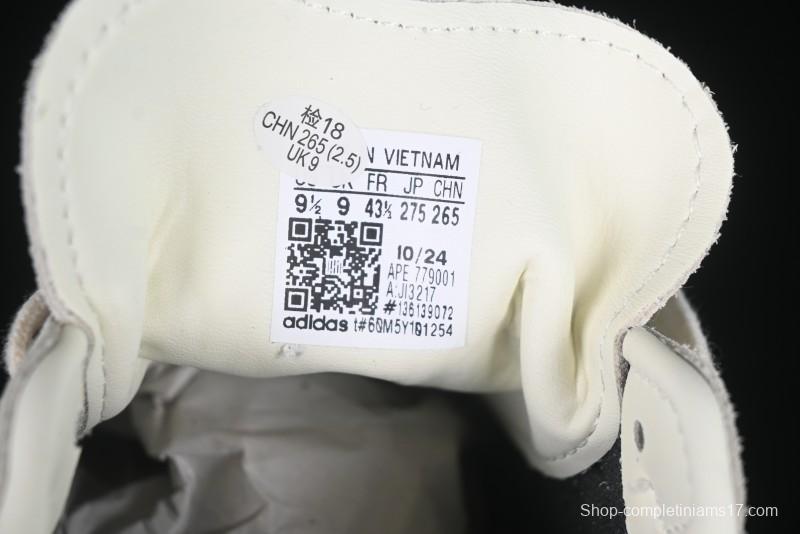 检18
CHN 265 (2.5)
UK9
N VIETNAM
FR JP CHN
9½ 9 43⅓ 275 265
10/24
APE 779001
A:JI3217
#136139072
adidas t#60M5Y101254
Shop-completiniams17.com